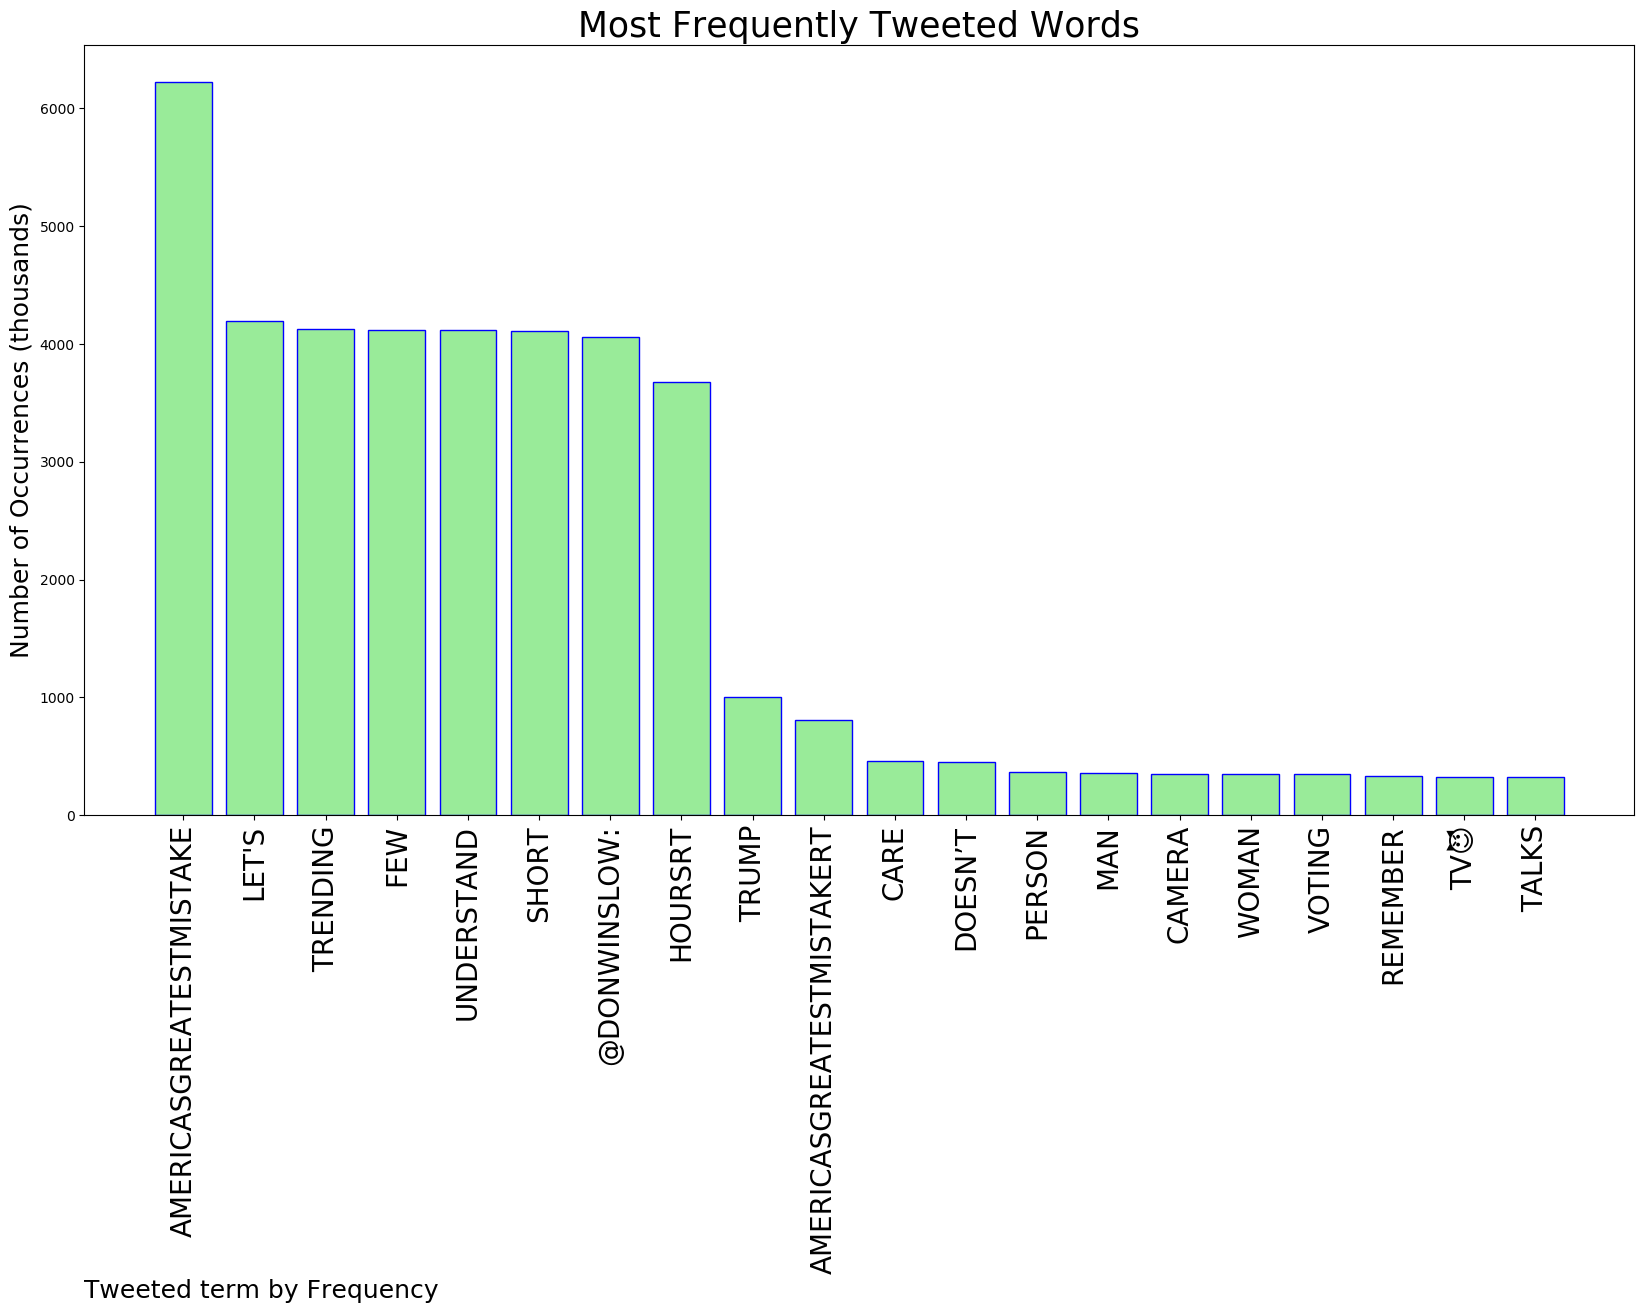 Most Frequently Tweeted Words
Number of Occurrences (thousands)
6000
5000
4000
3000
2000
1000
0
AMERICASGREATESTMISTAKE
LET'S
TRENDING
FEW
UNDERSTAND
SHORT
@DONWINSLOW:
HOURSRT
TRUMP
AMERICASGREATESTMISTAKERT
CARE
DOESN’T
PERSON
MAN
CAMERA
WOMAN
VOTING
REMEMBER
TV😈
TALKS
Tweeted term by Frequency